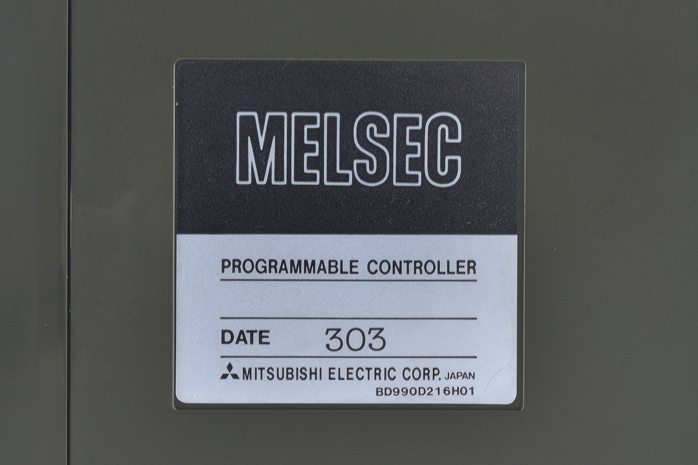 MELSEC
PROGRAMMABLE CONTROLLER
DATE 303
MITSUBISHI ELECTRIC CORP. JAPAN
BD990D216H01